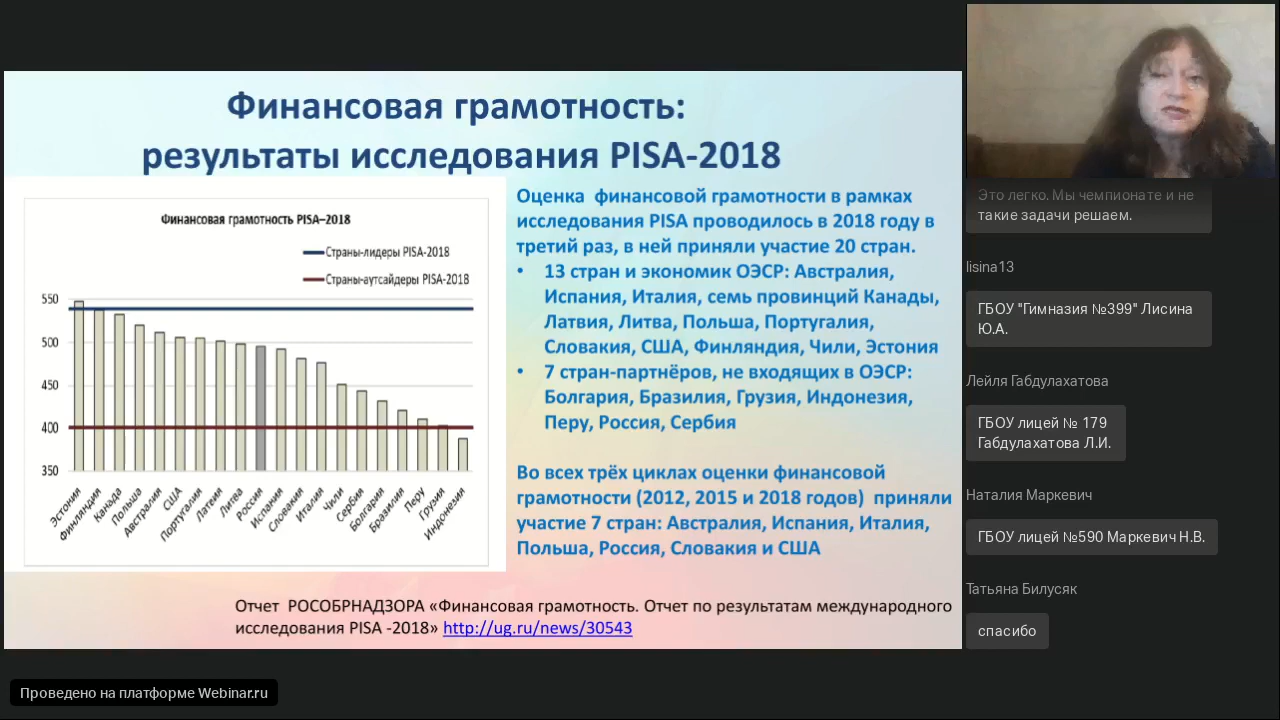 Финансовая грамотность:
результаты исследования PISA-2018
Финансовая грамотность PISA–2018
Страны-лидеры PISA-2018
Страны-аутсайдеры PISA-2018
550
500
450
400
350
Эстония
Финляндия
Канада
Польша
Австралия
США
Португалия
Латвия
Литва
Россия
Испания
Словакия
Италия
Чили
Сербия
Болгария
Бразилия
Перу
Грузия
Индонезия
Оценка финансовой грамотности в рамках
исследования PISA проводилось в 2018 году в
третий раз, в ней приняли участие 20 стран.
• 13 стран и экономик ОЭСР: Австралия,
Испания, Италия, семь провинций Канады,
Латвия, Литва, Польша, Португалия,
Словакия, США, Финляндия, Чили, Эстония
• 7 стран-партнёров, не входящих в ОЭСР:
Болгария, Бразилия, Грузия, Индонезия,
Перу, Россия, Сербия
Во всех трёх циклах оценки финансовой
грамотности (2012, 2015 и 2018 годов) приняли
участие 7 стран: Австралия, Испания, Италия,
Польша, Россия, Словакия и США
Отчет РОСОБРНАДЗОРА «Финансовая грамотность. Отчет по результатам международного
исследования PISA -2018» http://ug.ru/news/30543
Это легко. Мы чемпионате и не
такие задачи решаем.
lisina13
ГБОУ "Гимназия №399" Лисина
Ю.А.
Лейля Габдулахатова
ГБОУ лицей № 179
Габдулахатова Л.И.
Наталия Маркевич
ГБОУ лицей №590 Маркевич Н.В.
Татьяна Билусяк
спасибо
Проведено на платформе Webinar.ru